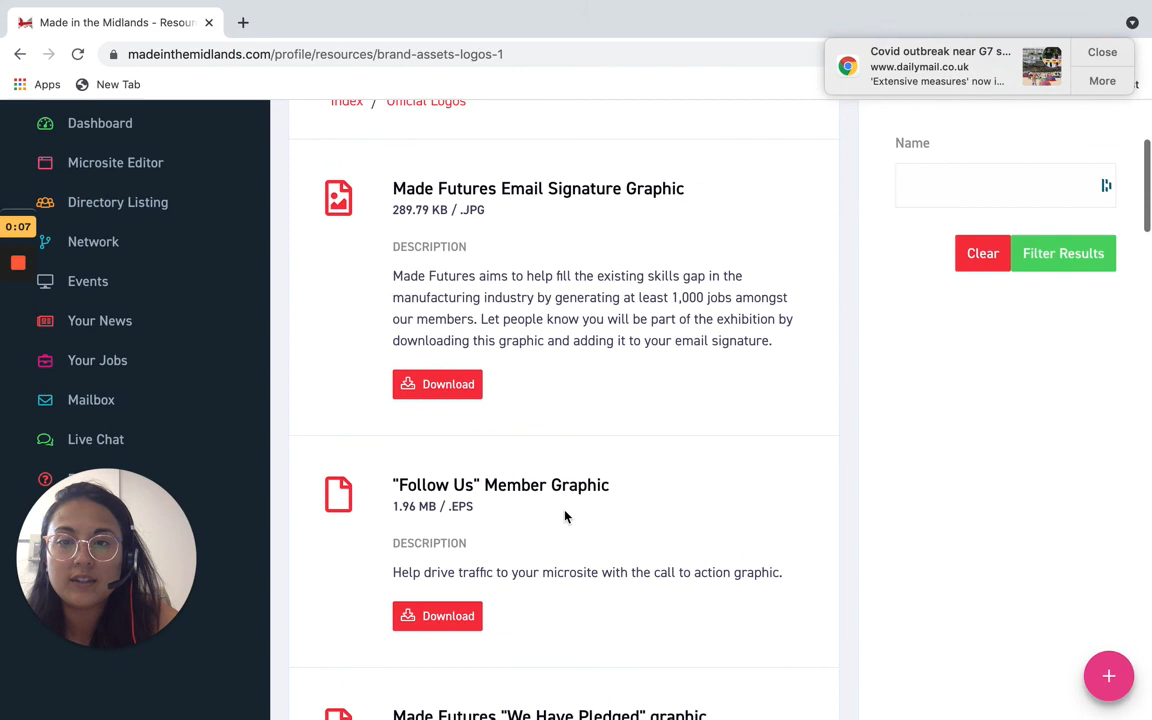 Made in the Midlands - Resour
madeinthemidlands.com/profile/resources/brand-assets-logos-1
Apps
New Tab
Covid outbreak near G7 s...
www.dailymail.co.uk
'Extensive measures' now i...
Close
More
Dashboard
Microsite Editor
Directory Listing
0:07
Network
Events
Your News
Your Jobs
Mailbox
Live Chat
Index / Official Logos
Made Futures Email Signature Graphic
289.79 KB / .JPG
DESCRIPTION
Made Futures aims to help fill the existing skills gap in the
manufacturing industry by generating at least 1,000 jobs amongst
our members. Let people know you will be part of the exhibition by
downloading this graphic and adding it to your email signature.
Download
"Follow Us" Member Graphic
1.96 MB / .EPS
DESCRIPTION
Help drive traffic to your microsite with the call to action graphic.
Download
Made Futures "We Have Pledged" graphic
Name
Clear
Filter Results